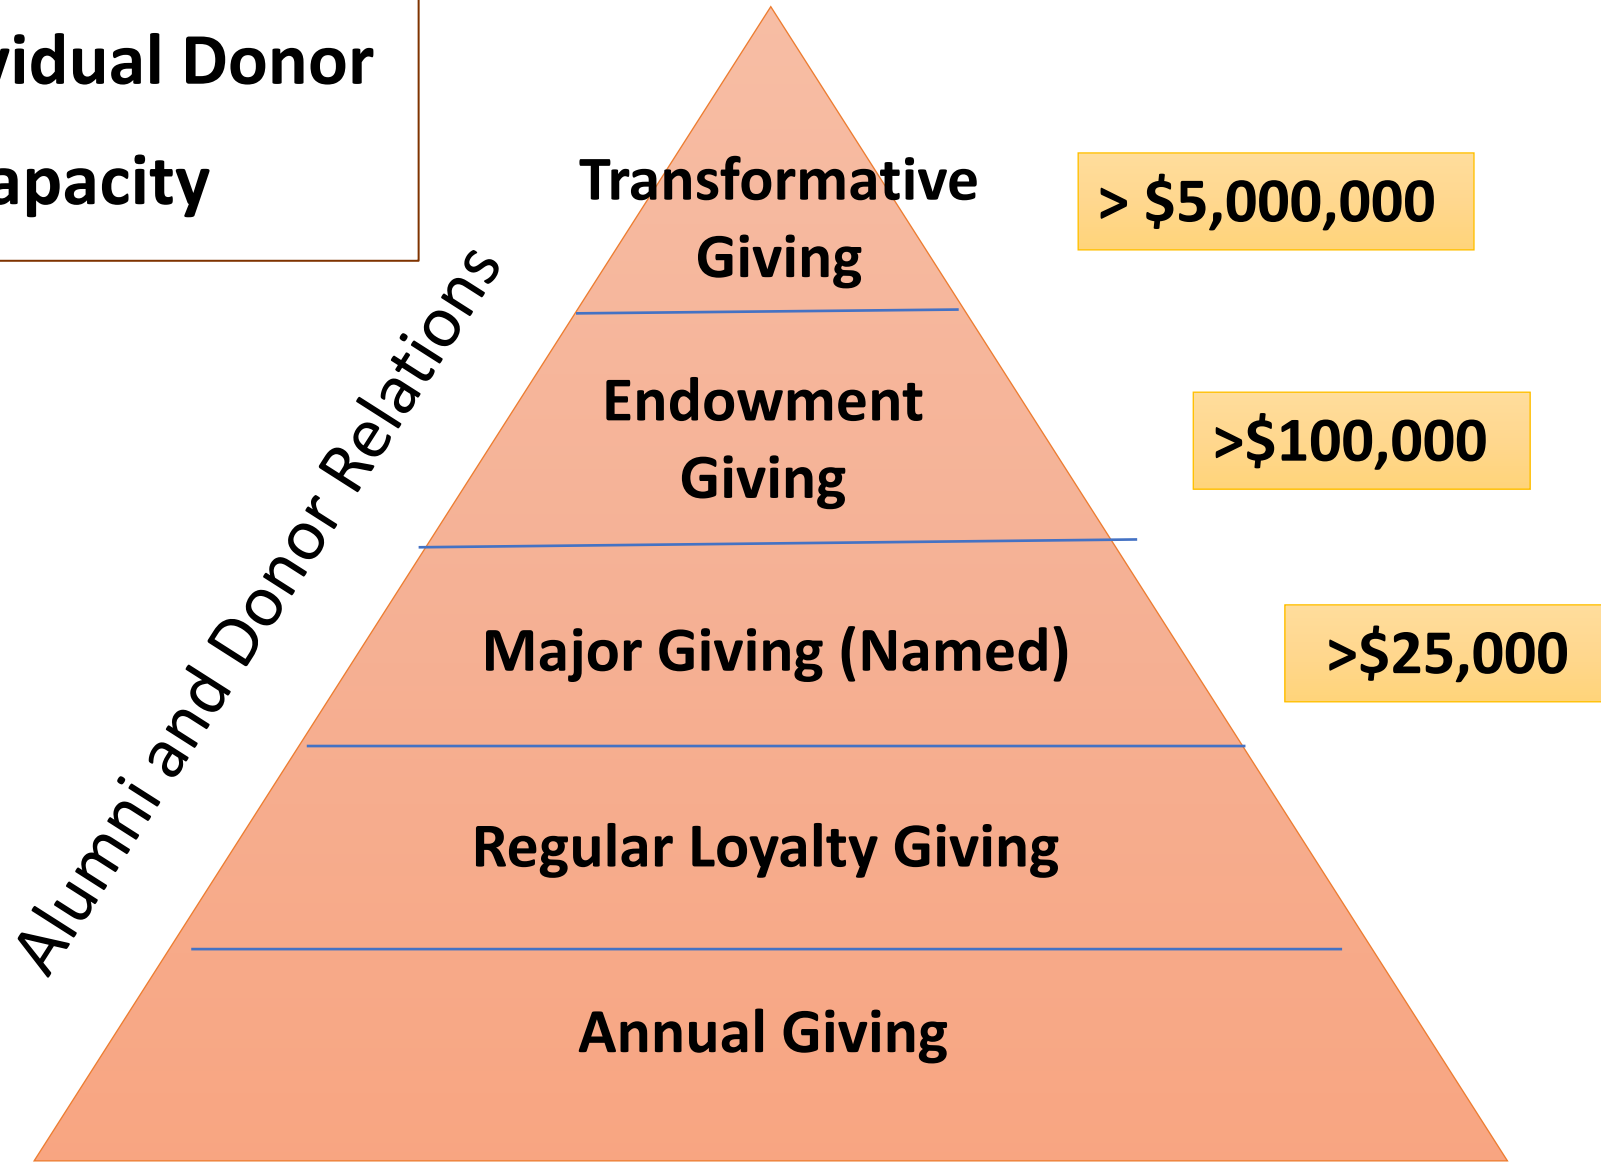 vidual Donor
apacity
Transformative
Giving
> $5,000,000
Alumni and Donor Relations
Endowment
Giving
>$100,000
Major Giving (Named)
>$25,000
Regular Loyalty Giving
Annual Giving